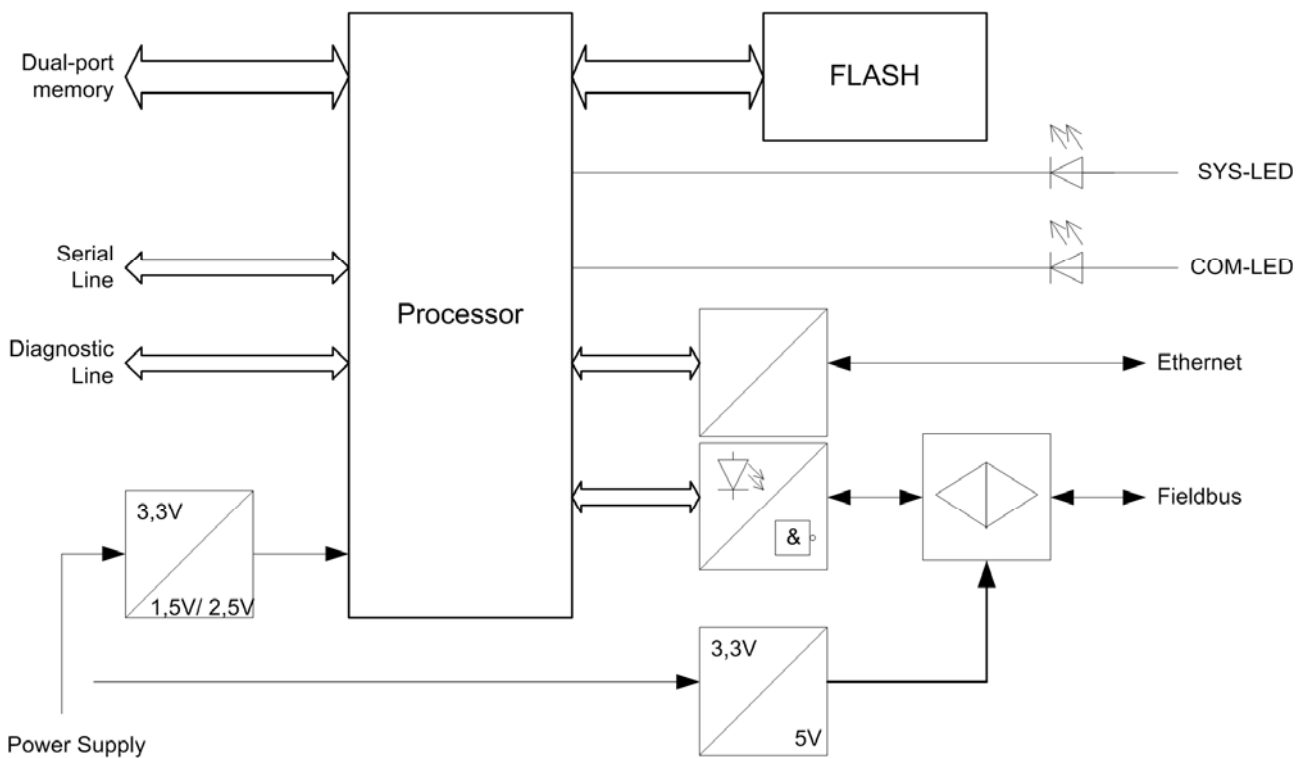 Dual-port
memory
FLASH
SYS-LED
Serial
Line
COM-LED
Processor
Diagnostic
Line
Ethernet
3,3V
1,5V/ 2,5V
&
Fieldbus
3,3V
5V
Power Supply